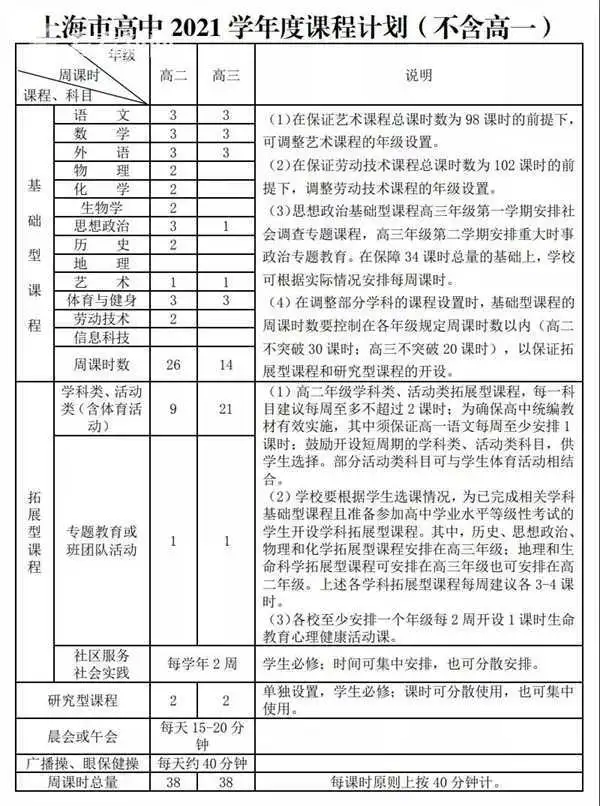 上海市高中 2021 学年度课程计划（不含高一）
年级
周课时
课程、科目
高二
高三
说明
基础型课程
语 文 3 3
数 学 3 3
外 语 3 3
物 理 2
化 学 2
生物学 2
思想政治 3 1
历 史 2
地 理
艺 术 1 1
体育与健身 3 3
劳动技术 2
信息科技
周课时数 26 14
（1）在保证艺术课程总课时数为 98 课时的前提下，
可调整艺术课程的年级设置。
（2）在保证劳动技术课程总课时数为 102 课时的前
提下，调整劳动技术课程的年级设置。
（3）思想政治基础型课程高三年级第一学期安排社
会调查专题课程，高三年级第二学期安排重大时事
政治专题教育。在保障 34 课时总量的基础上，学校
可根据实际情况安排每周课时。
（4）在调整部分学科的课程设置时，基础型课程的
周课时数要控制在各年级规定周课时数以内（高二
不突破 30 课时；高三不突破 20 课时），以保证拓
展型课程和研究型课程的开设。
拓展型课程
学科类、活动
类（含体育活
动）
9 21
专题教育或
班团队活动
1 1
（1）高二年级学科类、活动类拓展型课程，每一科
目建议每周至多不超过 2 课时；为确保高中统编教
材有效实施，其中须保证高一语文每周至少安排 1
课时；鼓励开设短周期的学科类、活动类科目，供
学生选择。部分活动类科目可与学生体育活动相结
合。
（2）学校要根据学生选课情况，为已完成相关学科
基础型课程且准备参加高中学业水平等级性考试的
学生开设学科拓展型课程。其中，历史、思想政治、
物理和化学拓展型课程安排在高三年级；地理和生
命科学拓展型课程可安排在高三年级也可安排在高
二年级。上述各学科拓展型课程每周建议各 3-4 课
时。
（3）各校至少安排一个年级每 2 周开设 1 课时生命
教育心理健康活动课。
社区服务
社会实践
每学年 2 周
学生必修；时间可集中安排，也可分散安排。
研究型课程 2 2
单独设置，学生必修；课时可分散使用，也可集中
使用。
晨会或午会
每天 15-20 分
钟
广播操、眼保健操 每天约 40 分钟
周课时总量 38 38 每课时原则上按 40 分钟计。